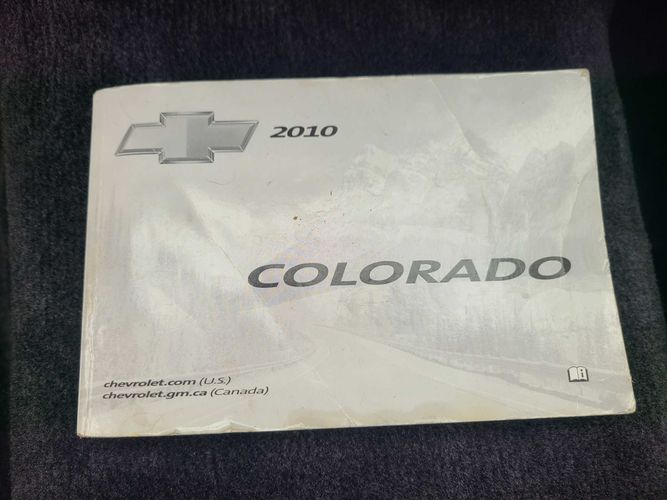 2010
COLORADO
chevrolet.com (U.S.)
chevrolet.gm.ca (Canada)